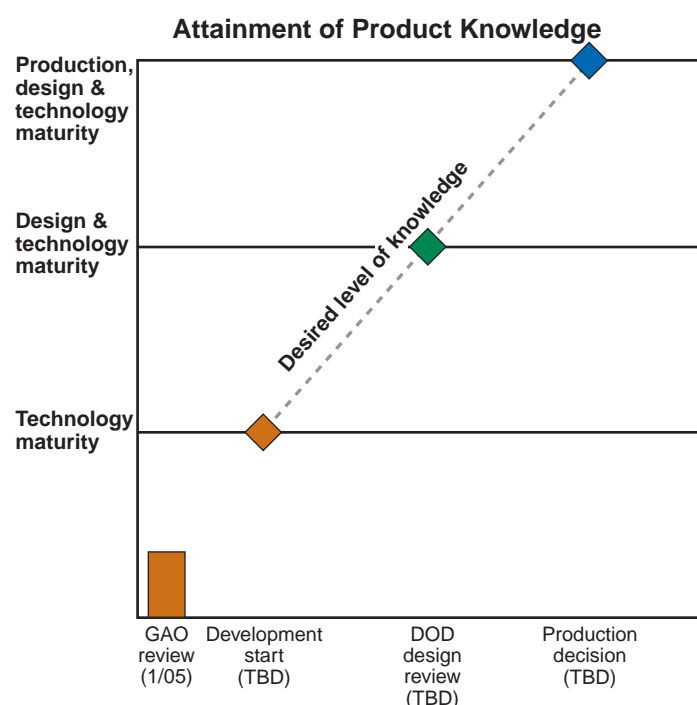 Attainment of Product Knowledge
Production,
design &
technology
maturity
Design &
technology
maturity
Desired level of knowledge
Technology
maturity
GAO
review
(1/05)
Development
start
(TBD)
DOD
design
review
(TBD)
Production
decision
(TBD)